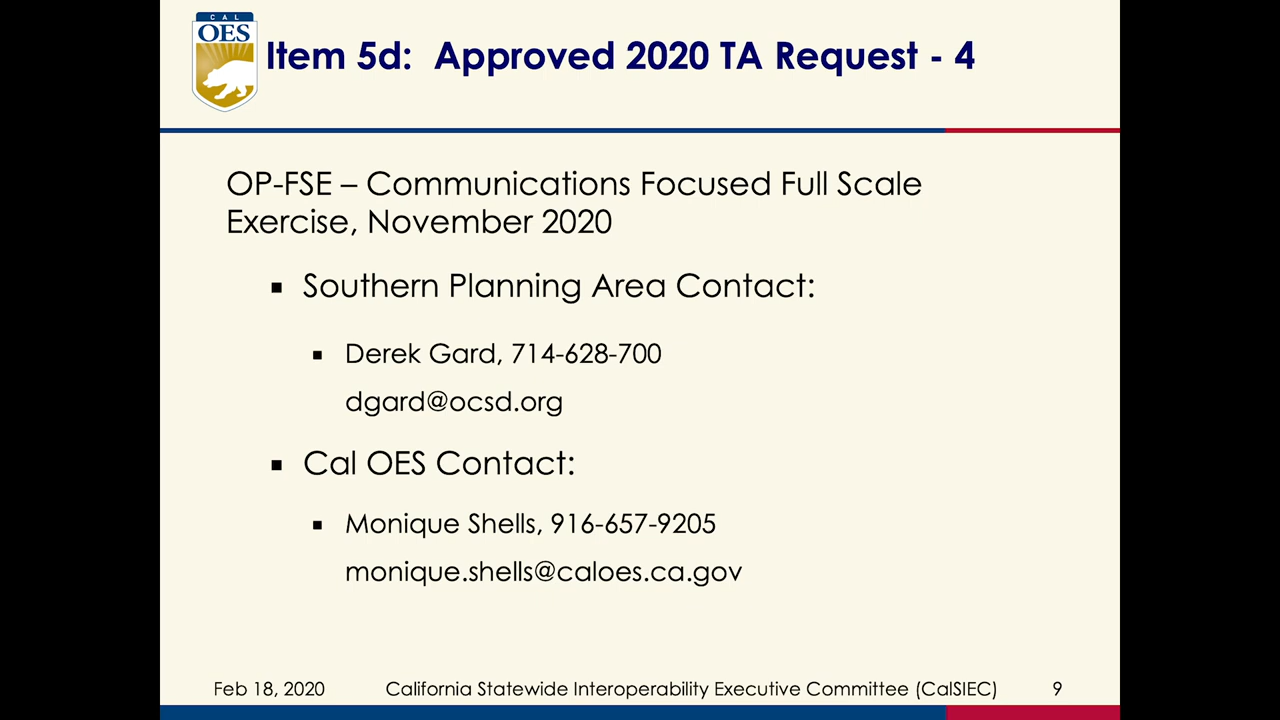 CAL
OES
Item 5d: Approved 2020 TA Request - 4
OP-FSE – Communications Focused Full Scale
Exercise, November 2020
▪ Southern Planning Area Contact:
▪ Derek Gard, 714-628-700
dgard@ocsd.org
▪ Cal OES Contact:
▪ Monique Shells, 916-657-9205
monique.shells@caloes.ca.gov
Feb 18, 2020 California Statewide Interoperability Executive Committee (CalSIEC) 9